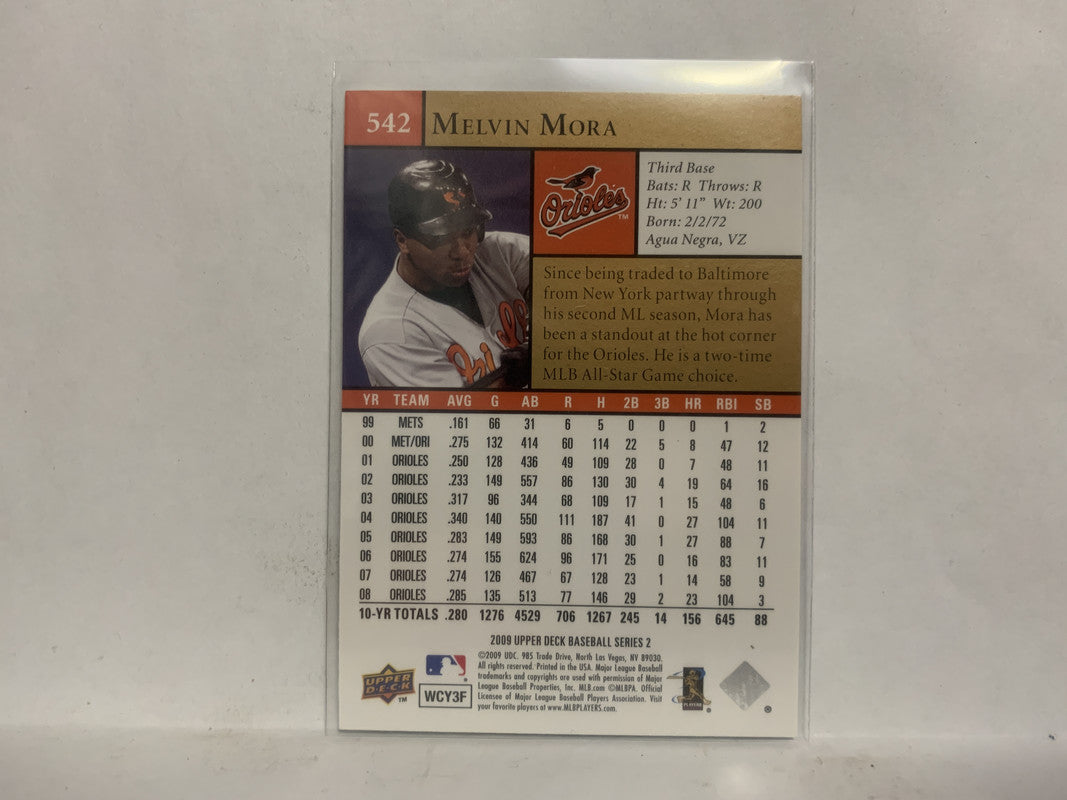 542 MELVIN MORA
Orioles TM
Third Base
Bats: R Throws: R
Ht: 5' 11" Wt: 200
Born: 2/2/72
Agua Negra, VZ
Since being traded to Baltimore
from New York partway through
his second ML season, Mora has
been a standout at the hot corner
for the Orioles. He is a two-time
MLB All-Star Game choice.
YR TEAM AVG G AB R H 2B 3B HR RBI SB
99 METS .161 66 31 6 5 0 0 0 1 2
00 MET/ORI .275 132 414 60 114 22 5 8 47 12
01 ORIOLES .250 128 436 49 109 28 0 7 48 11
02 ORIOLES .233 149 557 86 130 30 4 19 64 16
03 ORIOLES .317 96 344 68 109 17 1 15 48 6
04 ORIOLES .340 140 550 111 187 41 0 27 104 11
05 ORIOLES .283 149 593 86 168 30 1 27 88 7
06 ORIOLES .274 155 624 96 171 25 0 16 83 11
07 ORIOLES .274 126 467 67 128 23 1 14 58 9
08 ORIOLES .285 135 513 77 146 29 2 23 104 3
10-YR TOTALS .280 1276 4529 706 1267 245 14 156 645 88
2009 UPPER DECK BASEBALL SERIES 2
©2009 UDC. 985 Trade Drive, North Las Vegas, NV 89030.
All rights reserved. Printed in the USA. Major League Baseball
trademarks and copyrights are used with permission of Major
League Baseball Properties, Inc. MLB.com ©MLBPA. Official
Licensee of Major League Baseball Players Association. Visit
your favorite players at www.MLBPLAYERS.com.
UPPER DECK TM
WCY3F
PLAYERS